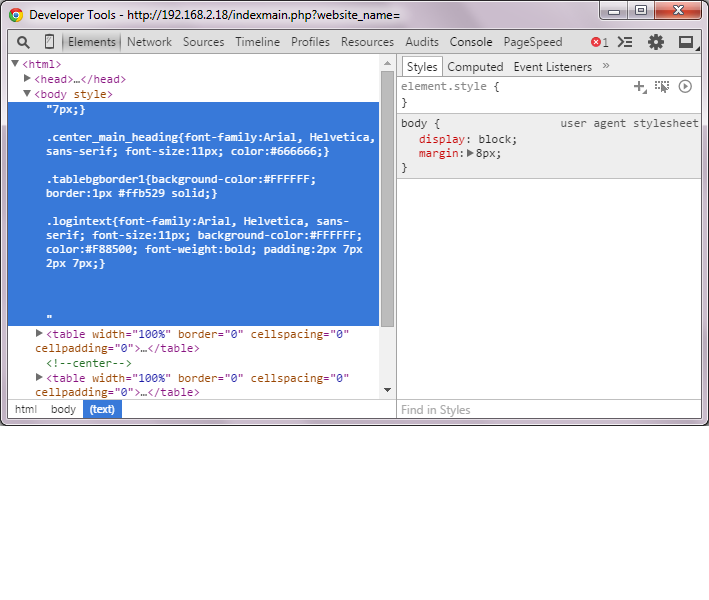 Developer Tools - http://192.168.2.18/indexmain.php?website_name=
Elements Network Sources Timeline Profiles Resources Audits Console PageSpeed 1
<html>
<head>…</head>
<body style>
"7px;}
.center_main_heading{font-family:Arial, Helvetica,
sans-serif; font-size:11px; color:#666666;}
.tablebgborder1{background-color:#FFFFFF;
border:1px #ffb529 solid;}
.logintext{font-family:Arial, Helvetica, sans-
serif; font-size:11px; background-color:#FFFFFF;
color:#F88500; font-weight:bold; padding:2px 7px
2px 7px;}
"
<table width="100%" border="0" cellspacing="0"
cellpadding="0">…</table>
<!--center-->
<table width="100%" border="0" cellspacing="0"
cellpadding="0">…</table>
html body (text)
Styles Computed Event Listeners »
element.style {
}
body { user agent stylesheet
display: block;
margin: 8px;
}
Find in Styles